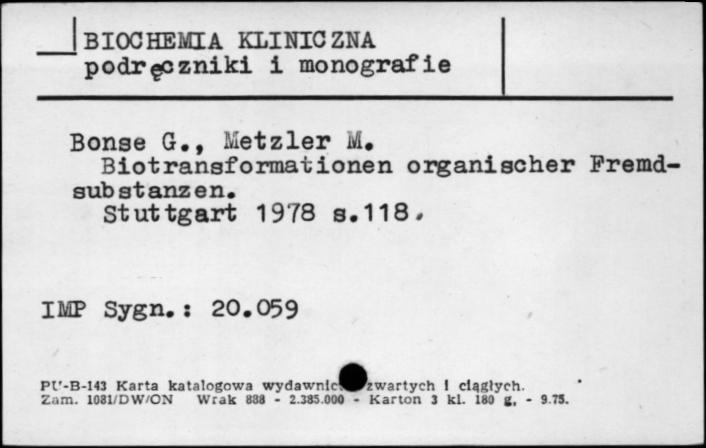 BIOCHEMIA KLINICZNA
podręczniki i monografie
Bonse G., Metzler M.
Biotransformationen organischer Fremd-
substanzen.
Stuttgart 1978 s.118.
IMP Sygn.: 20.059
PU-B-143 Karta katalogowa zwartych i ciągłych.
Zam. 1081/DW/ON Wrak 888 - 2.385.000 - Karton 3 kl. 180 g. - 9.75.